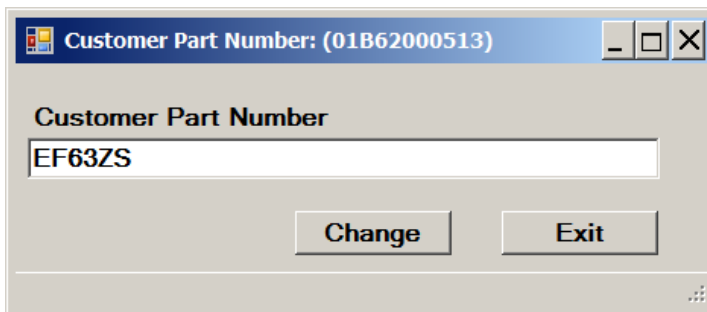 Customer Part Number: (01B62000513)
Customer Part Number
EF63ZS
Change Exit